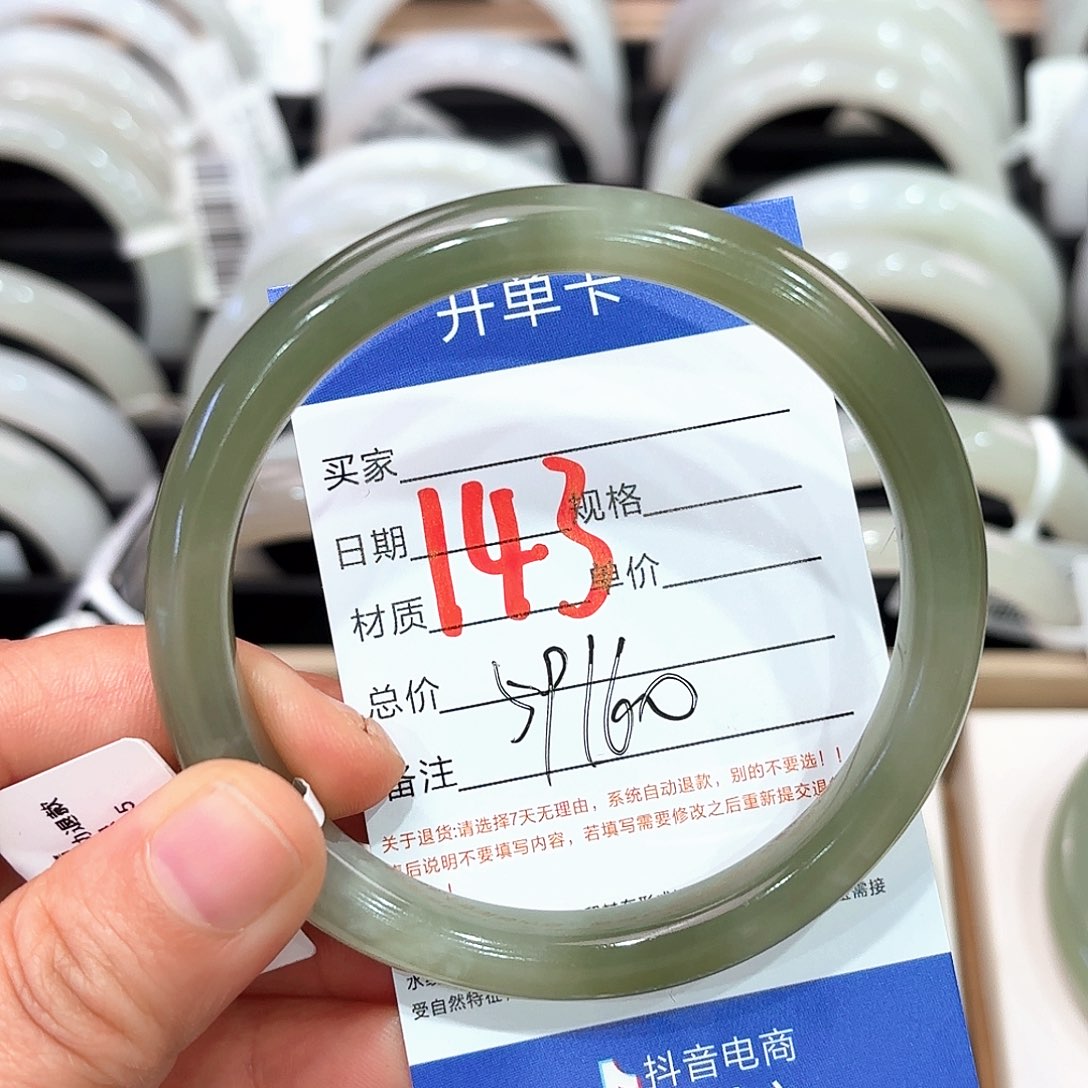 开单卡
买家
143
日期 规格
材质 单价
总价
备注
关于退货:请选择7天无理由，系统自动退款，别的不要选！！
后说明不要填写内容，若填写需要修改之后重新提交退
！
需接
受自然特征
抖音电商